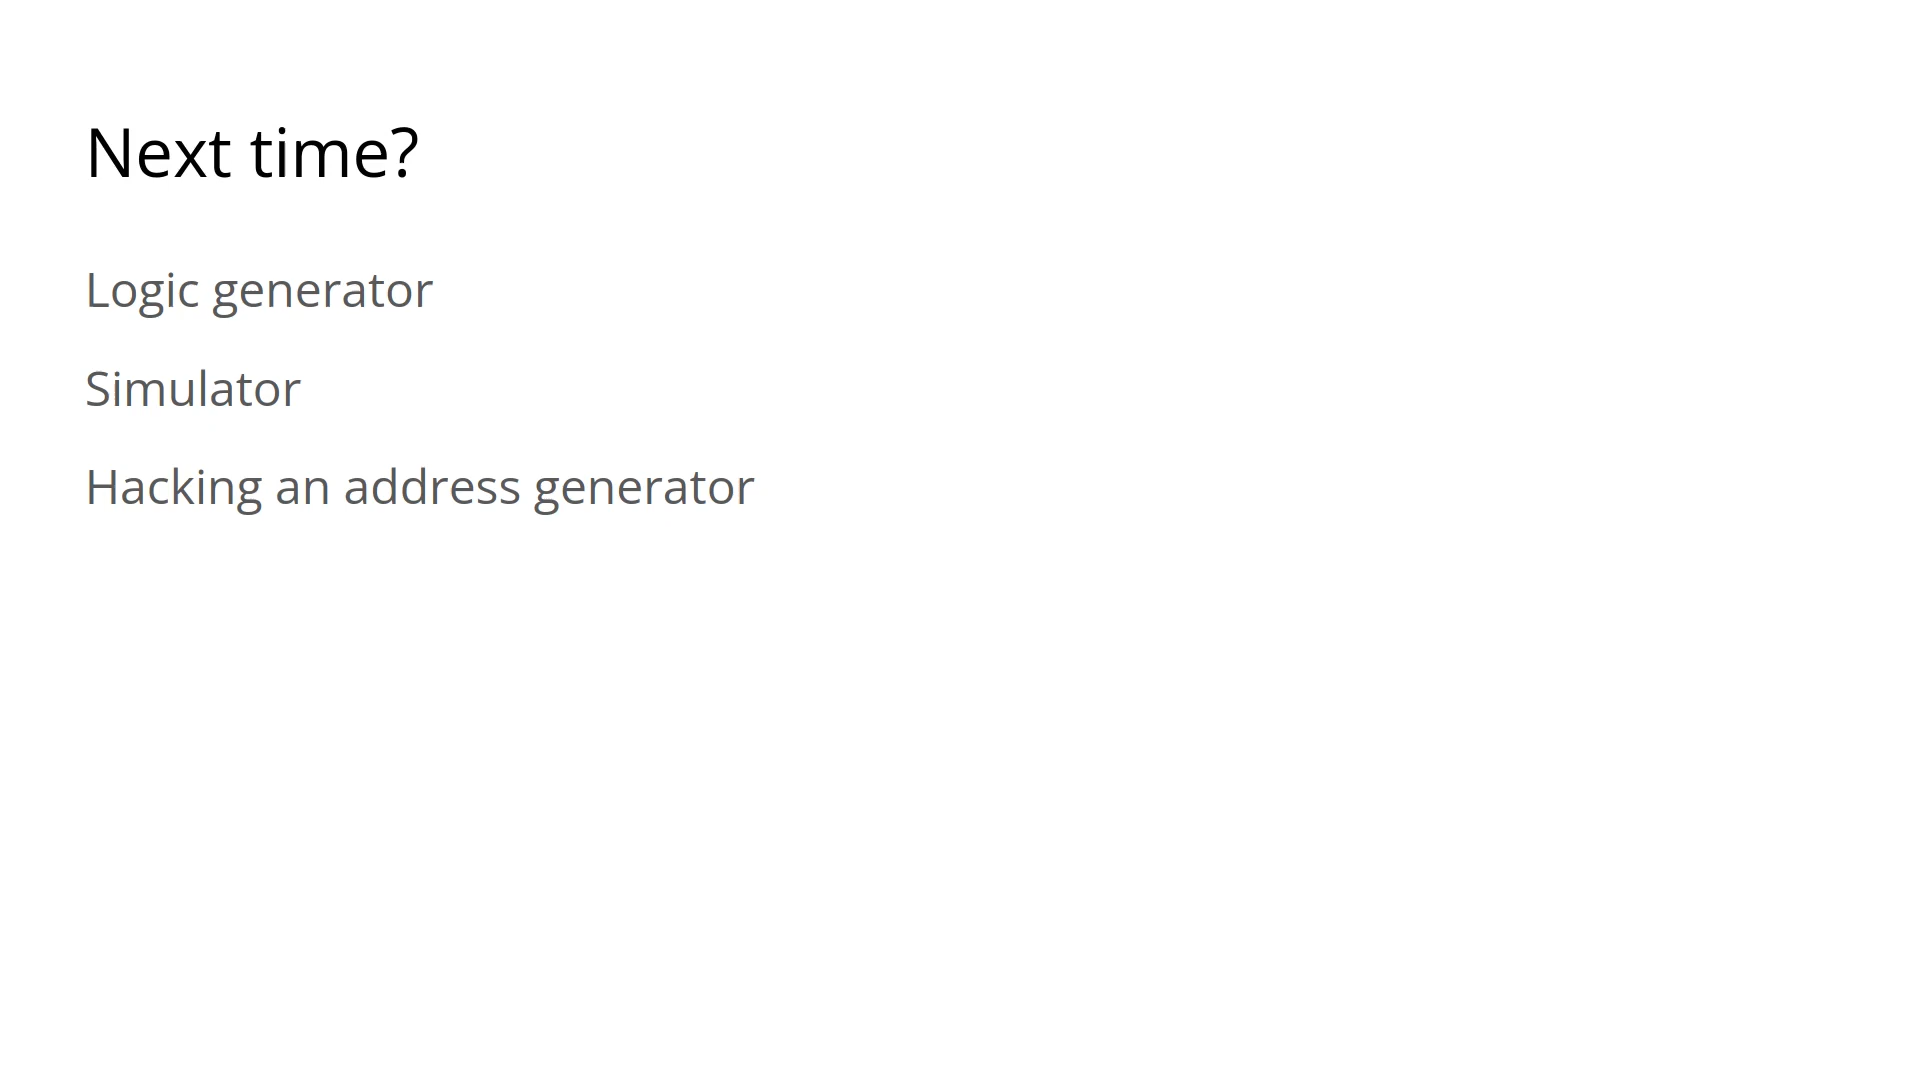 Next time?
Logic generator
Simulator
Hacking an address generator